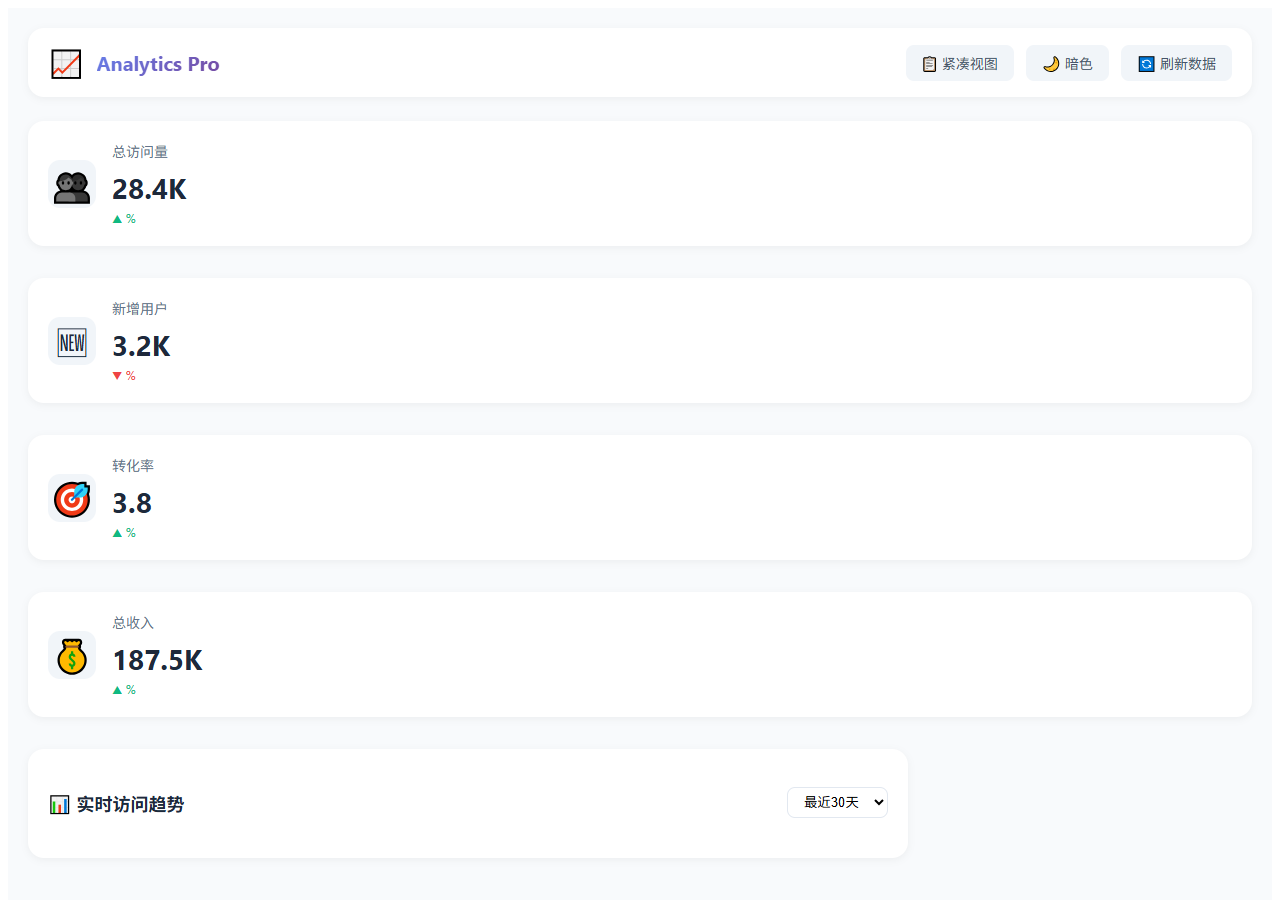 Analytics Pro
📋 紧凑视图
🌙 暗色
🔄 刷新数据
总访问量
28.4K
▲ %
NEW
新增用户
3.2K
▼ %
转化率
3.8
▲ %
总收入
187.5K
▲ %
📊 实时访问趋势
最近30天